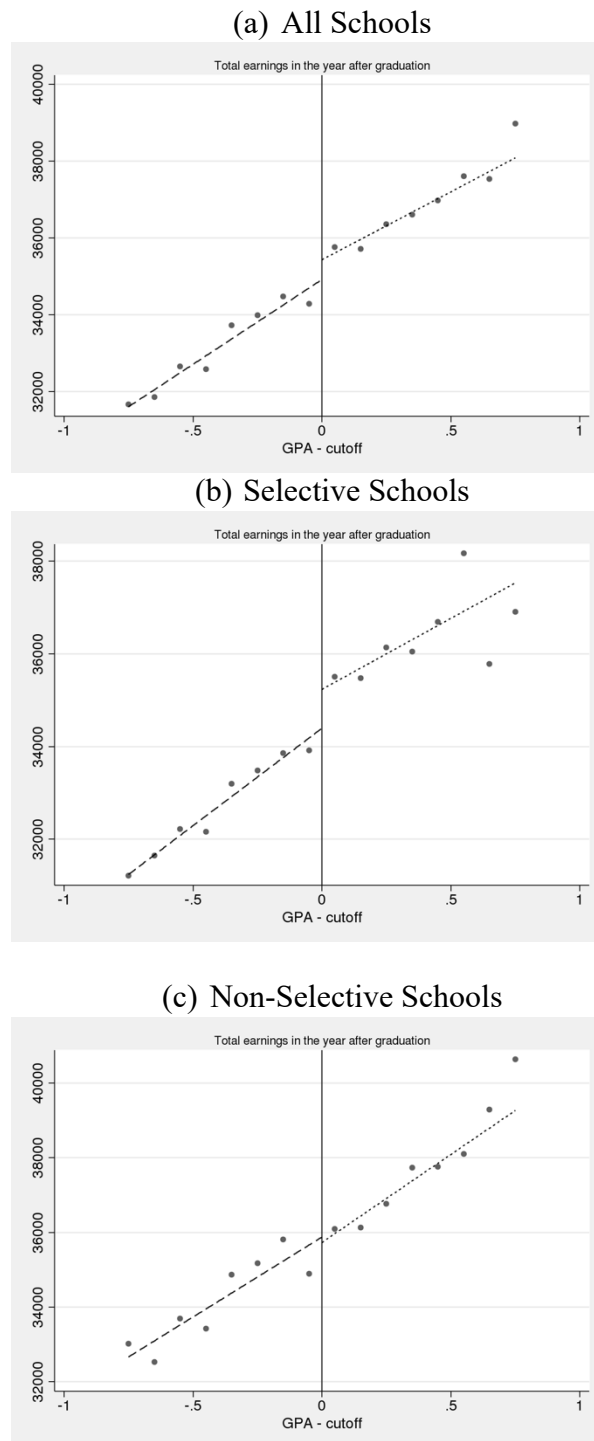 (a) All Schools
Total earnings in the year after graduation
40000
38000
36000
34000
32000
-1 -.5 0 .5 1
GPA - cutoff
(b) Selective Schools
Total earnings in the year after graduation
38000
36000
34000
32000
-1 -.5 0 .5 1
GPA - cutoff
(c) Non-Selective Schools
Total earnings in the year after graduation
40000
38000
36000
34000
32000
-1 -.5 0 .5 1
GPA - cutoff